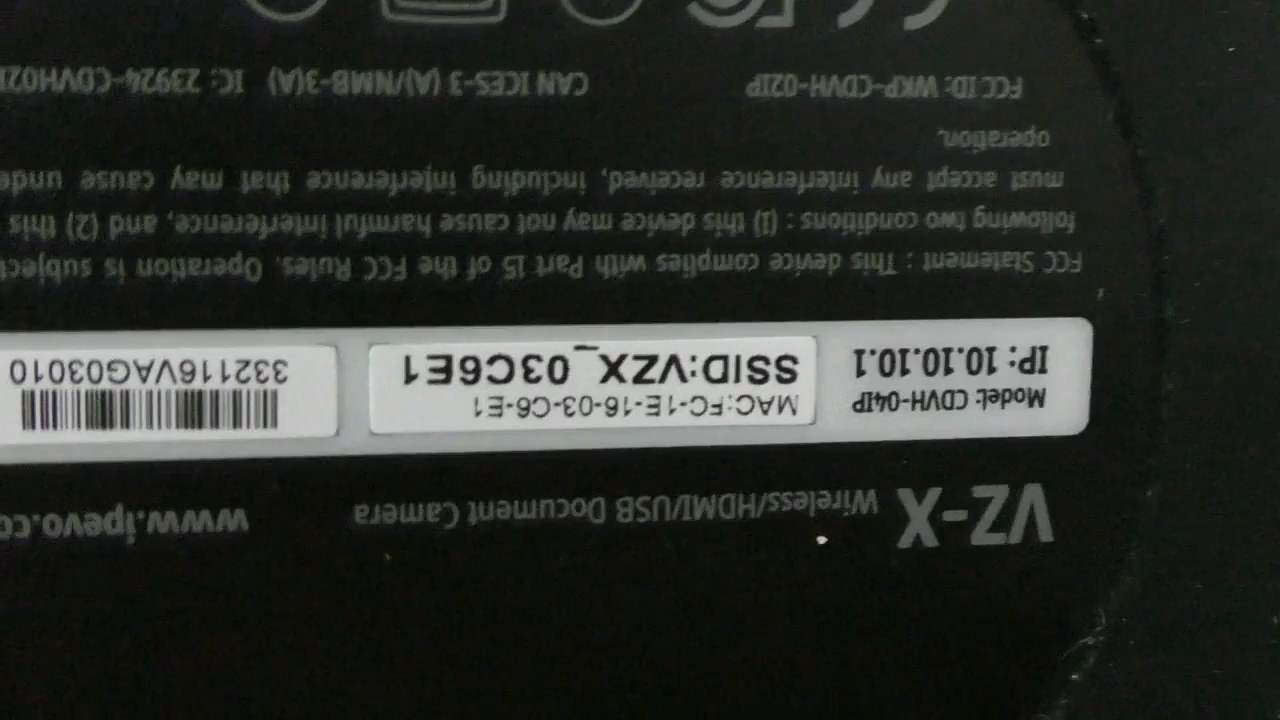 VZ-X Wireless/HDMI/USB Document Camera www.ipevo.co
Model: CDVH-04IP
IP: 10.10.10.1
MAC:FC-1E-16-03-C6-E1
SSID:VZX_03C6E1
332116VAG03010
FCC Statement : This device complies with Part 15 of the FCC Rules. Operation is subject
following two conditions : (1) this device may not cause harmful interference, and (2) this
must accept any interference received, including interference that may cause unde
operation.
FCC ID: WKP-CDVH-02IP CAN ICES-3 (A)/NMB-3(A) IC: 23924-CDVH02I